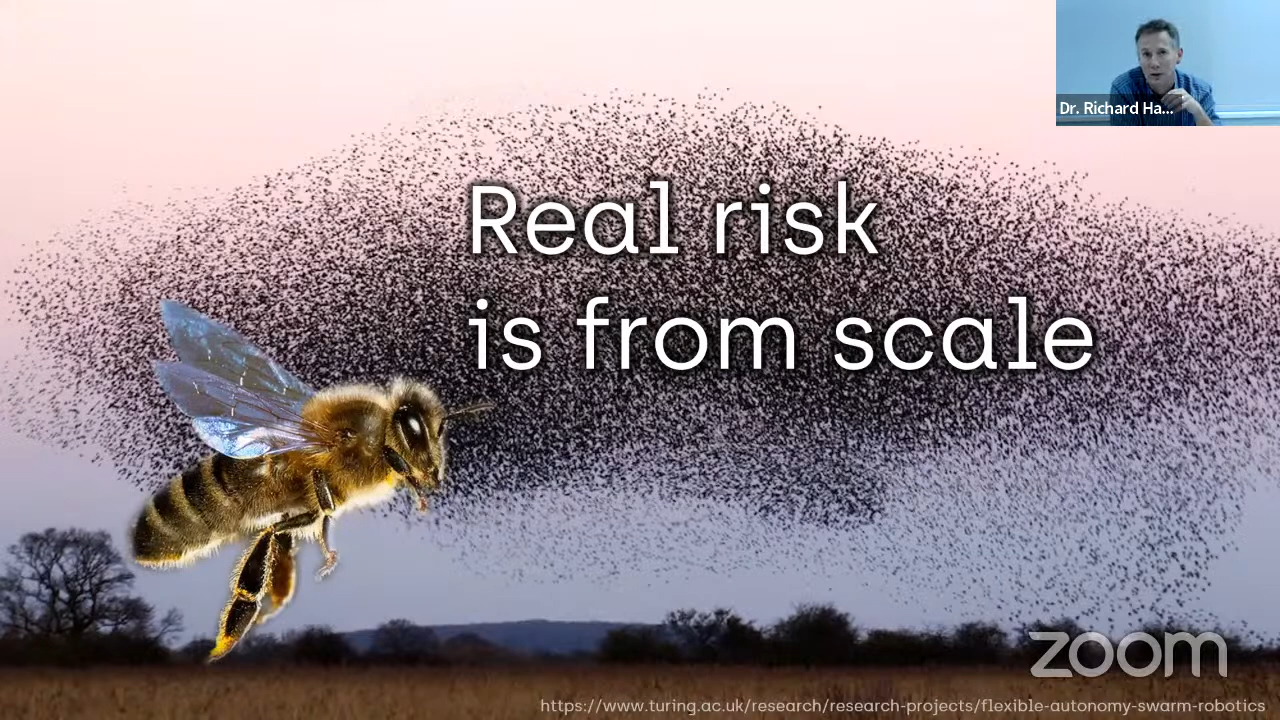 Dr. Richard Ha...
Real risk
is from scale
zoom
https://www.turing.ac.uk/research/research-projects/flexible-autonomy-swarm-robotics